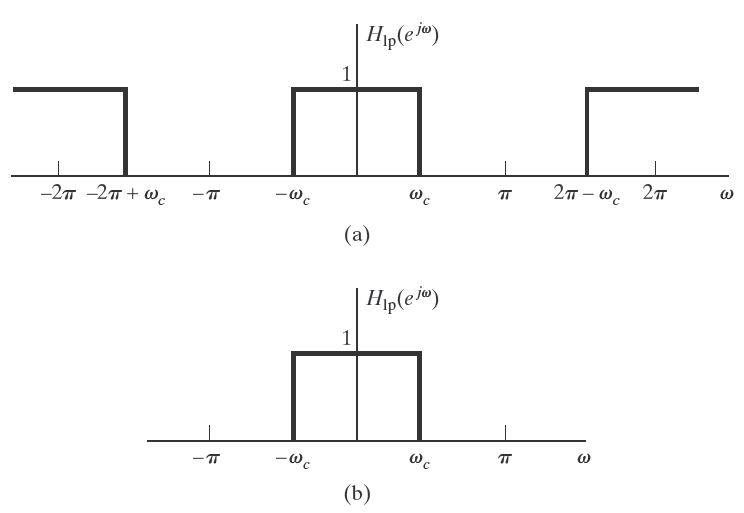 H_lp(e^jω)
1
−2π −2π + ω_c −π −ω_c ω_c π 2π − ω_c 2π ω
(a)
H_lp(e^jω)
1
−π −ω_c ω_c π ω
(b)